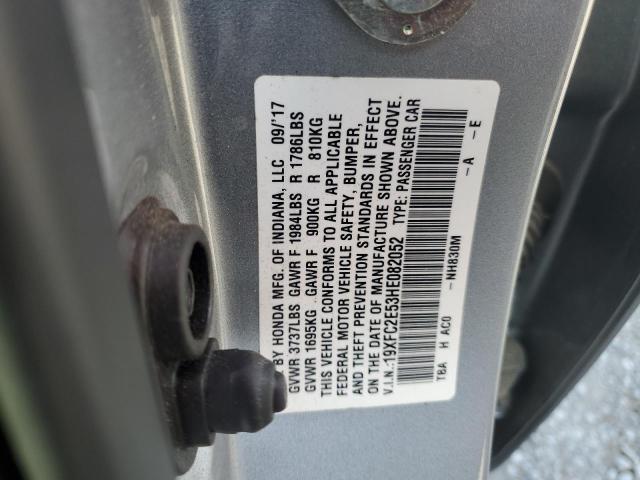 BY HONDA MFG. OF INDIANA, LLC 09/'17
GVWR 3737LBS GAWR F 1984LBS R 1786LBS
GVWR 1695KG GAWR F 900KG R 810KG
THIS VEHICLE CONFORMS TO ALL APPLICABLE
FEDERAL MOTOR VEHICLE SAFETY, BUMPER,
AND THEFT PREVENTION STANDARDS IN EFFECT
ON THE DATE OF MANUFACTURE SHOWN ABOVE.
V.I.N.:19XFC2E53HE082052 TYPE: PASSENGER CAR
TBA H AC0 -NH830M -A -E